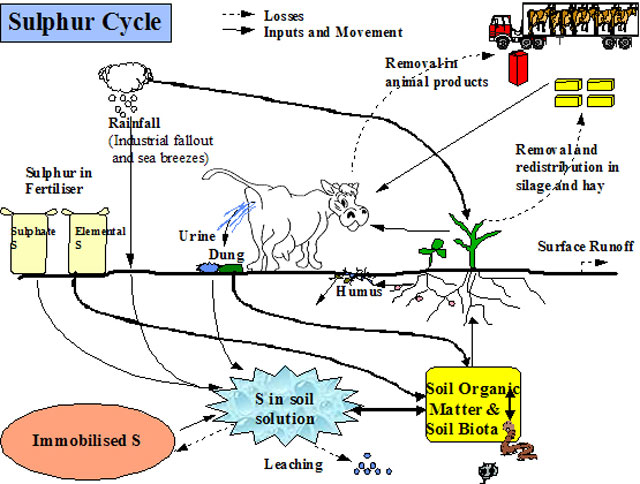 Sulphur Cycle
Losses
Inputs and Movement
Removal in
animal products
Rainfall
(Industrial fallout
and sea breezes)
Removal and
redistribution in
silage and hay
Sulphur in
Fertiliser
Sulphate
S
Elemental
S
Urine
Dung
Surface Runoff
Humus
S in soil
solution
Soil Organic
Matter &
Soil Biota
Immobilised S
Leaching